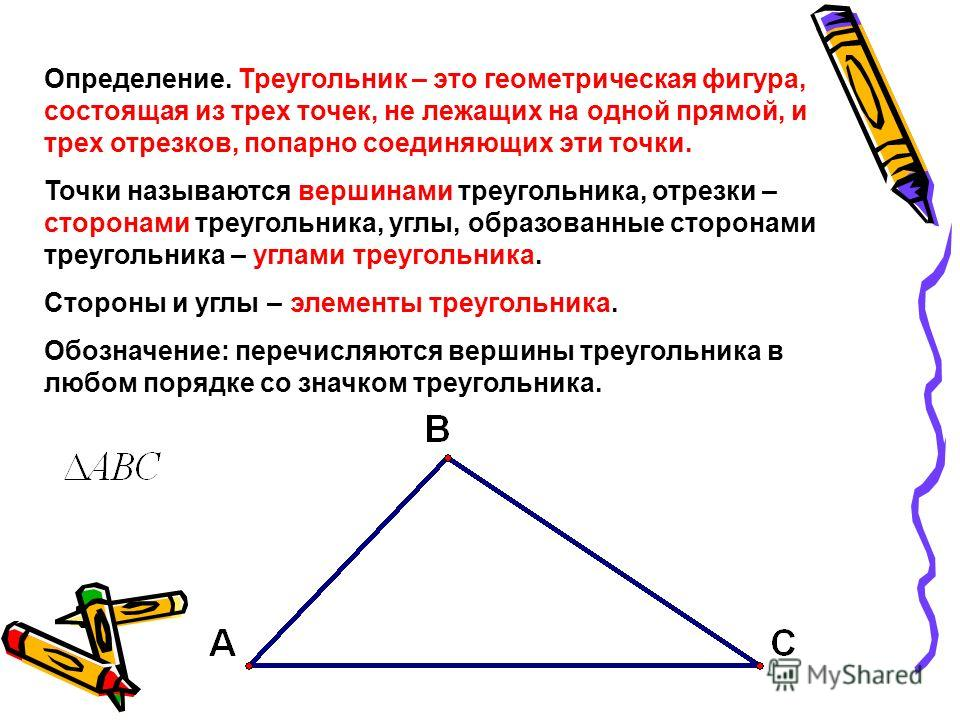 Определение. Треугольник – это геометрическая фигура,
состоящая из трех точек, не лежащих на одной прямой, и
трех отрезков, попарно соединяющих эти точки.
Точки называются вершинами треугольника, отрезки –
сторонами треугольника, углы, образованные сторонами
треугольника – углами треугольника.
Стороны и углы – элементы треугольника.
Обозначение: перечисляются вершины треугольника в
любом порядке со значком треугольника.
B
ΔABC
A
C
MyShared